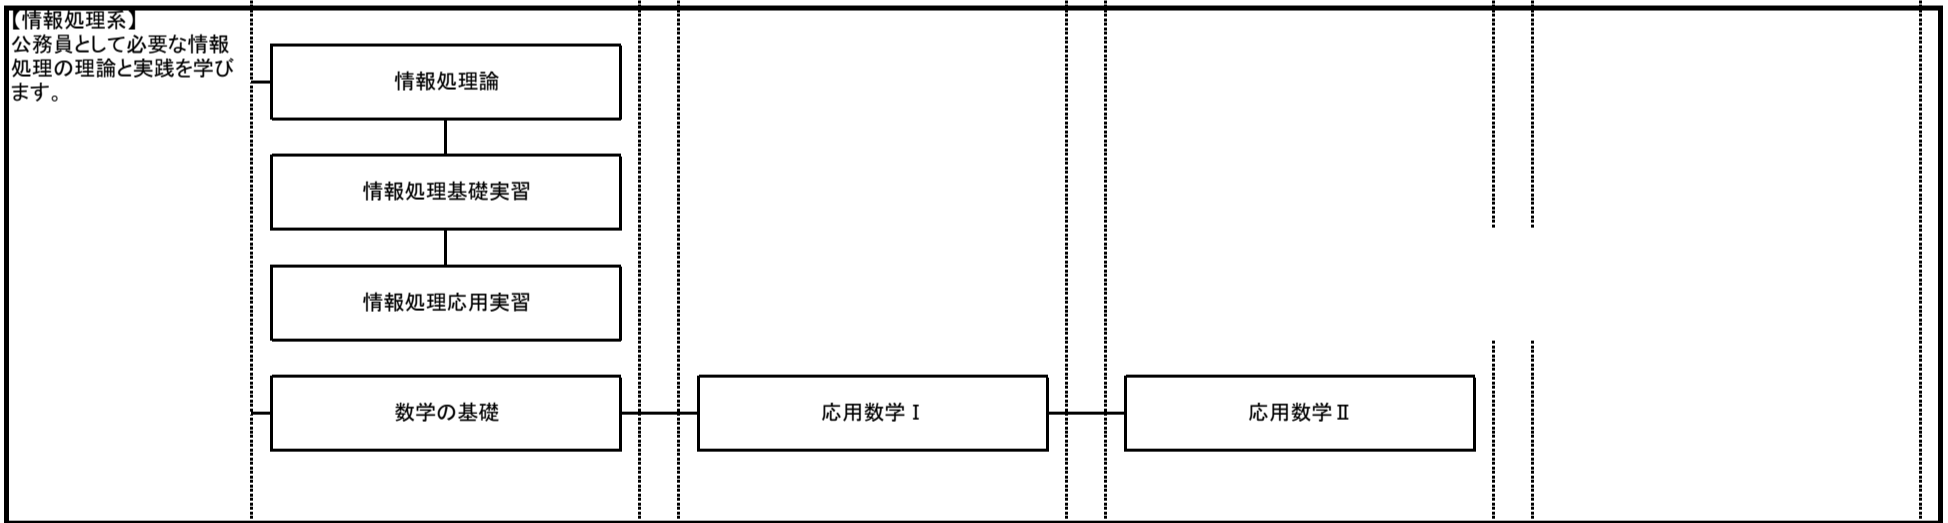 【情報処理系】
公務員として必要な情報
処理の理論と実践を学び
ます。
情報処理論
情報処理基礎実習
情報処理応用実習
数学の基礎
応用数学Ⅰ
応用数学Ⅱ